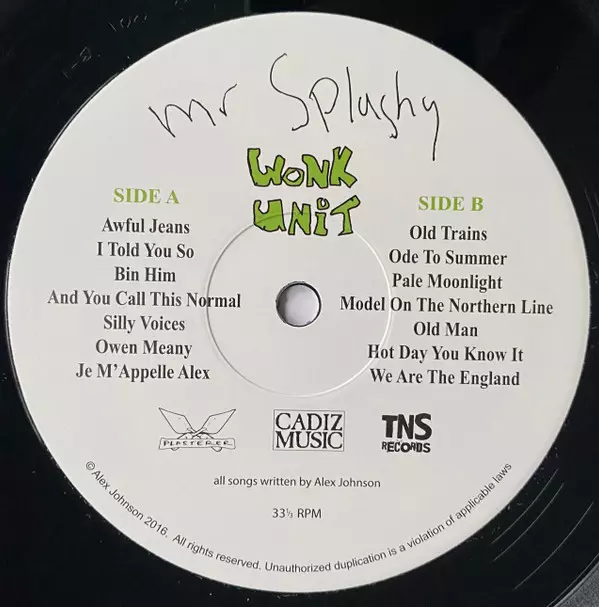 mr Splashy
WONK
UNIT
SIDE A
Awful Jeans
I Told You So
Bin Him
And You Call This Normal
Silly Voices
Owen Meany
Je M'Appelle Alex
SIDE B
Old Trains
Ode To Summer
Pale Moonlight
Model On The Northern Line
Old Man
Hot Day You Know It
We Are The England
PLASTERER
CADIZ
MUSIC
TNS
RECORDS
all songs written by Alex Johnson
33⅓ RPM
© Alex Johnson 2016. All rights reserved. Unauthorized duplication is a violation of applicable laws